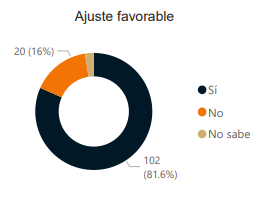 Ajuste favorable
20 (16%)
Sí
No
No sabe
102
(81.6%)